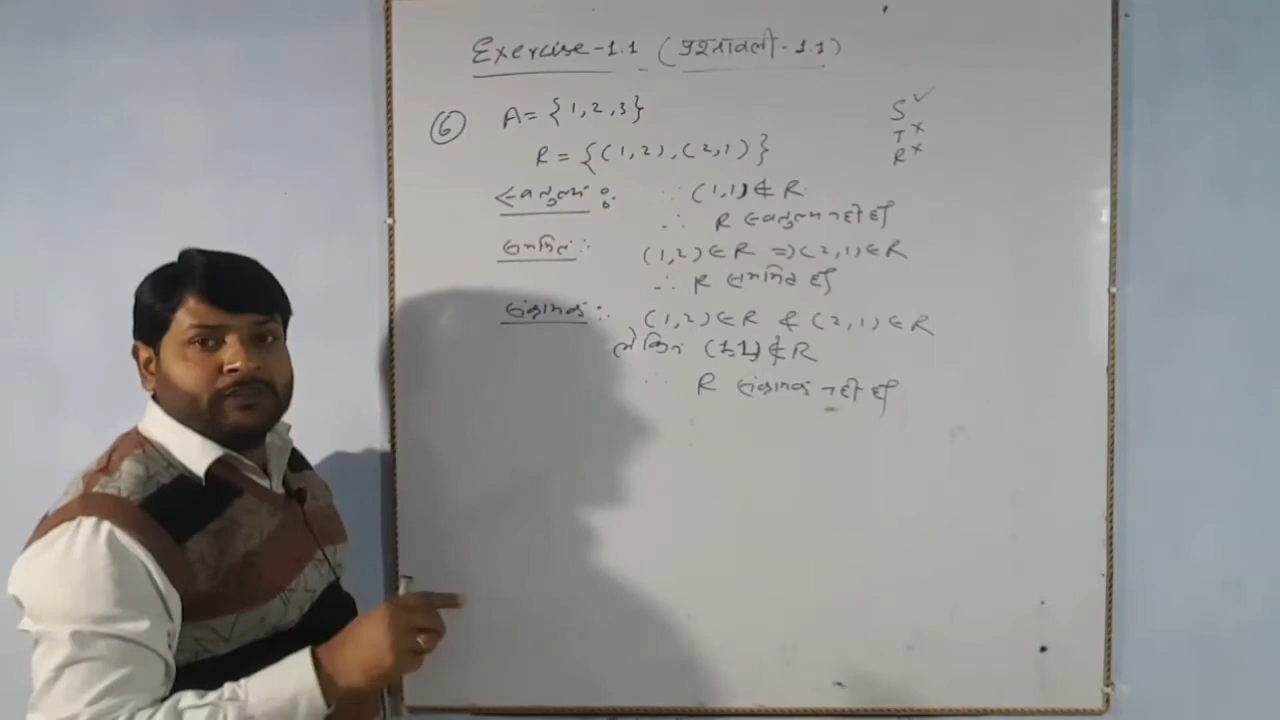 Exercise-1.1 (प्रश्नावली-1.1)
⑥ A = {1,2,3}
R = {(1,2),(2,1)}
S ✓
T ×
R ×
स्वतुल्य : ∵ (1,1) ∉ R
∴ R स्वतुल्य नहीं है
सममित : (1,2) ∈ R ⇒ (2,1) ∈ R
∴ R सममित है
संक्रामक : (1,2) ∈ R & (2,1) ∈ R
लेकिन (1,1) ∉ R
∴ R संक्रामक नहीं है